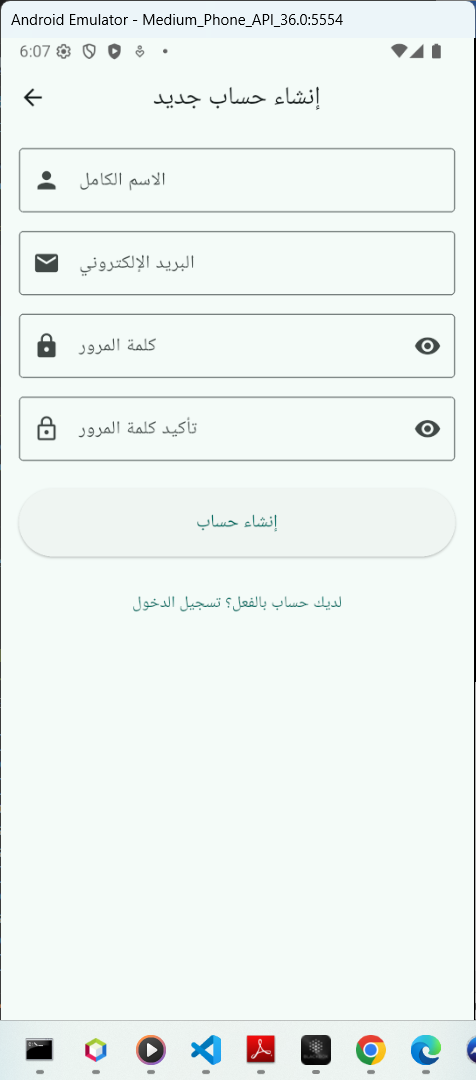 Android Emulator - Medium_Phone_API_36.0:5554
6:07
إنشاء حساب جديد
الاسم الكامل
البريد الإلكتروني
كلمة المرور
تأكيد كلمة المرور
إنشاء حساب
لديك حساب بالفعل؟ تسجيل الدخول